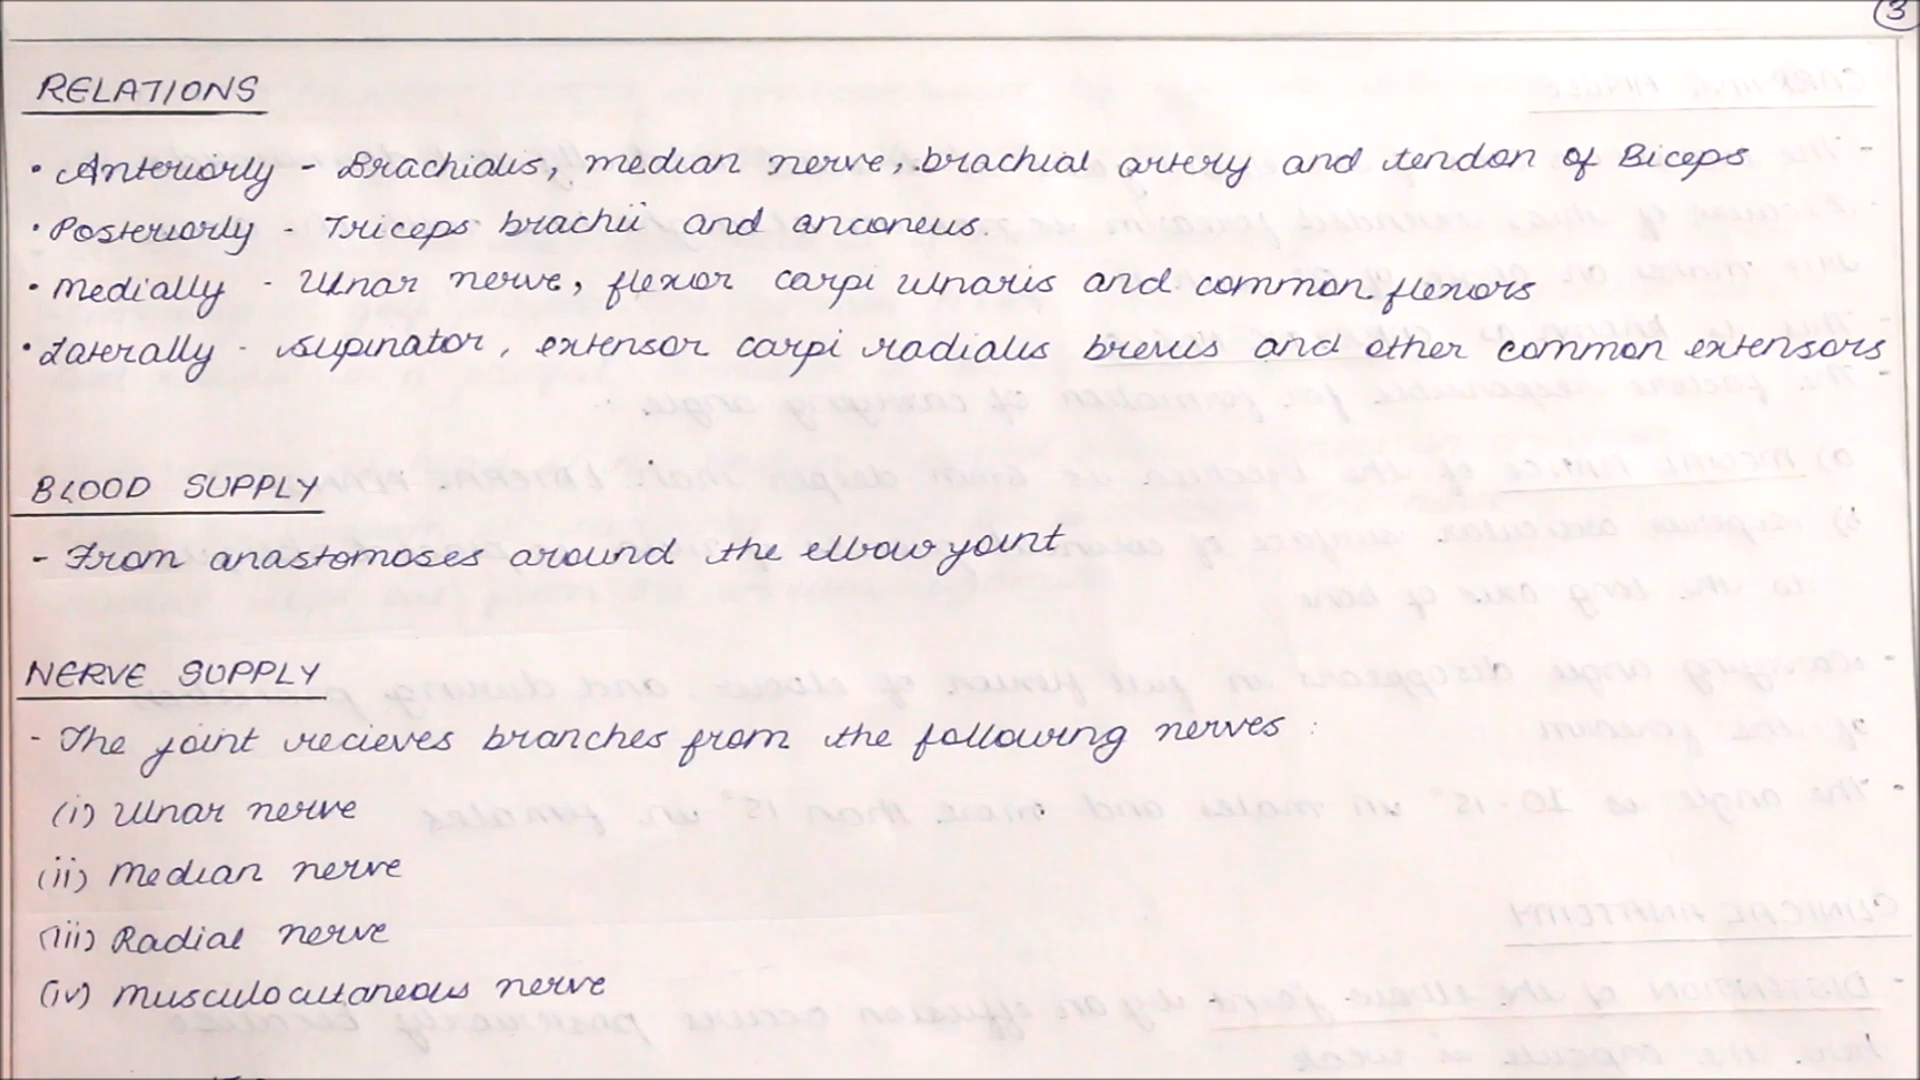 3
RELATIONS
• Anteriorly - Brachialis, median nerve, brachial artery and tendon of Biceps
• Posteriorly - Triceps brachii and anconeus.
• Medially - Ulnar nerve, flexor carpi ulnaris and common flexors
• Laterally - supinator, extensor carpi radialis brevis and other common extensors
BLOOD SUPPLY
- From anastomoses around the elbow joint
NERVE SUPPLY
- The joint recieves branches from the following nerves :
(i) Ulnar nerve
(ii) Median nerve
(iii) Radial nerve
(iv) Musculocutaneous nerve